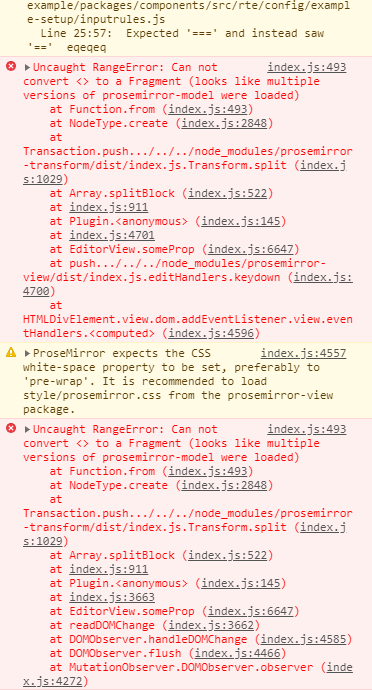 example/packages/components/src/rte/config/exampl
e-setup/inputrules.js
Line 25:57:  Expected '===' and instead saw
'=='  eqeqeq
Uncaught RangeError: Can not index.js:493
convert <> to a Fragment (looks like multiple
versions of prosemirror-model were loaded)
at Function.from (index.js:493)
at NodeType.create (index.js:2848)
at
Transaction.push.../../../node_modules/prosemirror
-transform/dist/index.js.Transform.split (index.j
s:1029)
at Array.splitBlock (index.js:522)
at index.js:911
at Plugin.<anonymous> (index.js:145)
at index.js:4701
at EditorView.someProp (index.js:6647)
at push.../../../node_modules/prosemirror-
view/dist/index.js.editHandlers.keydown (index.js:
4700)
at
HTMLDivElement.view.dom.addEventListener.view.eve
ntHandlers.<computed> (index.js:4596)
ProseMirror expects the CSS index.js:4557
white-space property to be set, preferably to
'pre-wrap'. It is recommended to load
style/prosemirror.css from the prosemirror-view
package.
Uncaught RangeError: Can not index.js:493
convert <> to a Fragment (looks like multiple
versions of prosemirror-model were loaded)
at Function.from (index.js:493)
at NodeType.create (index.js:2848)
at
Transaction.push.../../../node_modules/prosemirror
-transform/dist/index.js.Transform.split (index.j
s:1029)
at Array.splitBlock (index.js:522)
at index.js:911
at Plugin.<anonymous> (index.js:145)
at index.js:3663
at EditorView.someProp (index.js:6647)
at readDOMChange (index.js:3662)
at DOMObserver.handleDOMChange (index.js:4585)
at DOMObserver.flush (index.js:4466)
at MutationObserver.DOMObserver.observer (inde
x.js:4272)